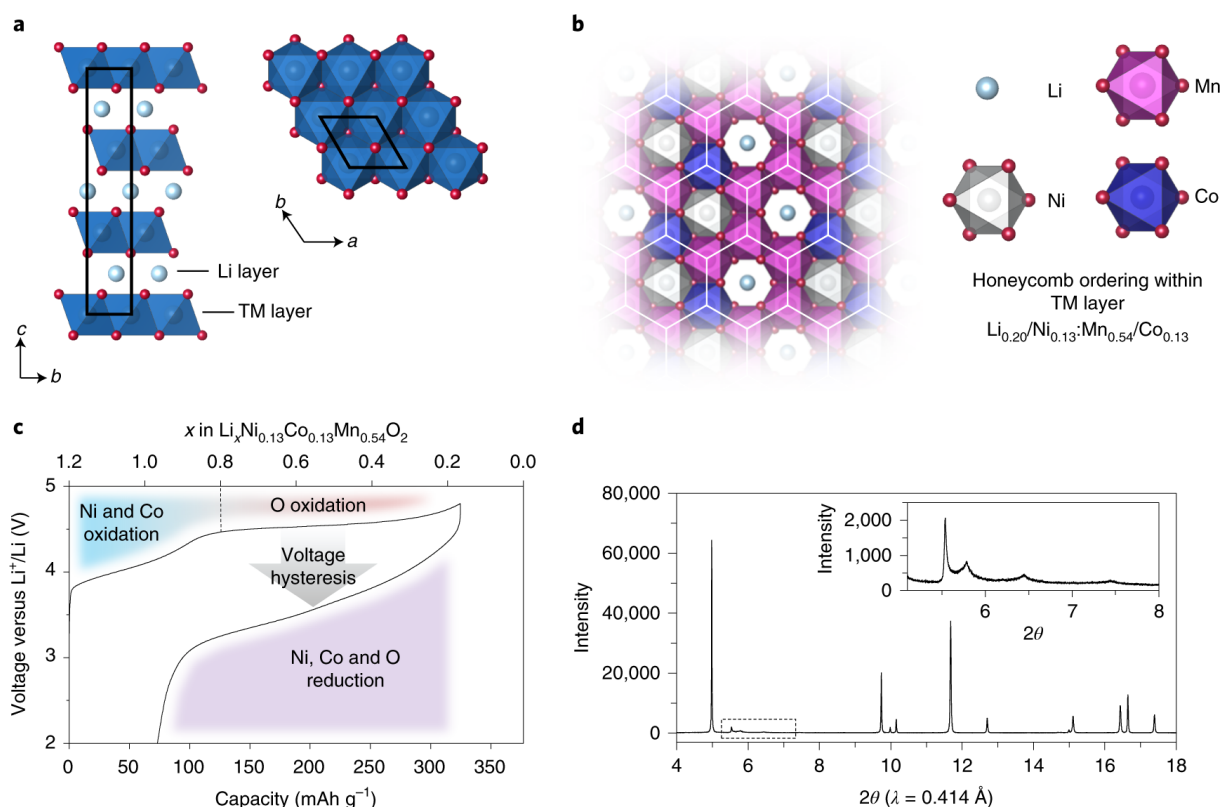 a
Li layer
TM layer
c
b
b
a
b
Li
Mn
Ni
Co
Honeycomb ordering within
TM layer
Li₀.₂₀/Ni₀.₁₃:Mn₀.₅₄/Co₀.₁₃
c
x in LiₓNi₀.₁₃Co₀.₁₃Mn₀.₅₄O₂
1.2 1.0 0.8 0.6 0.4 0.2 0.0
5
4
3
2
Voltage versus Li⁺/Li (V)
Ni and Co
oxidation
O oxidation
Voltage
hysteresis
Ni, Co and O
reduction
0 50 100 150 200 250 300 350
Capacity (mAh g⁻¹)
d
80,000
60,000
40,000
20,000
0
Intensity
2,000
1,000
0
Intensity
6 7 8
2θ
4 6 8 10 12 14 16 18
2θ (λ = 0.414 Å)